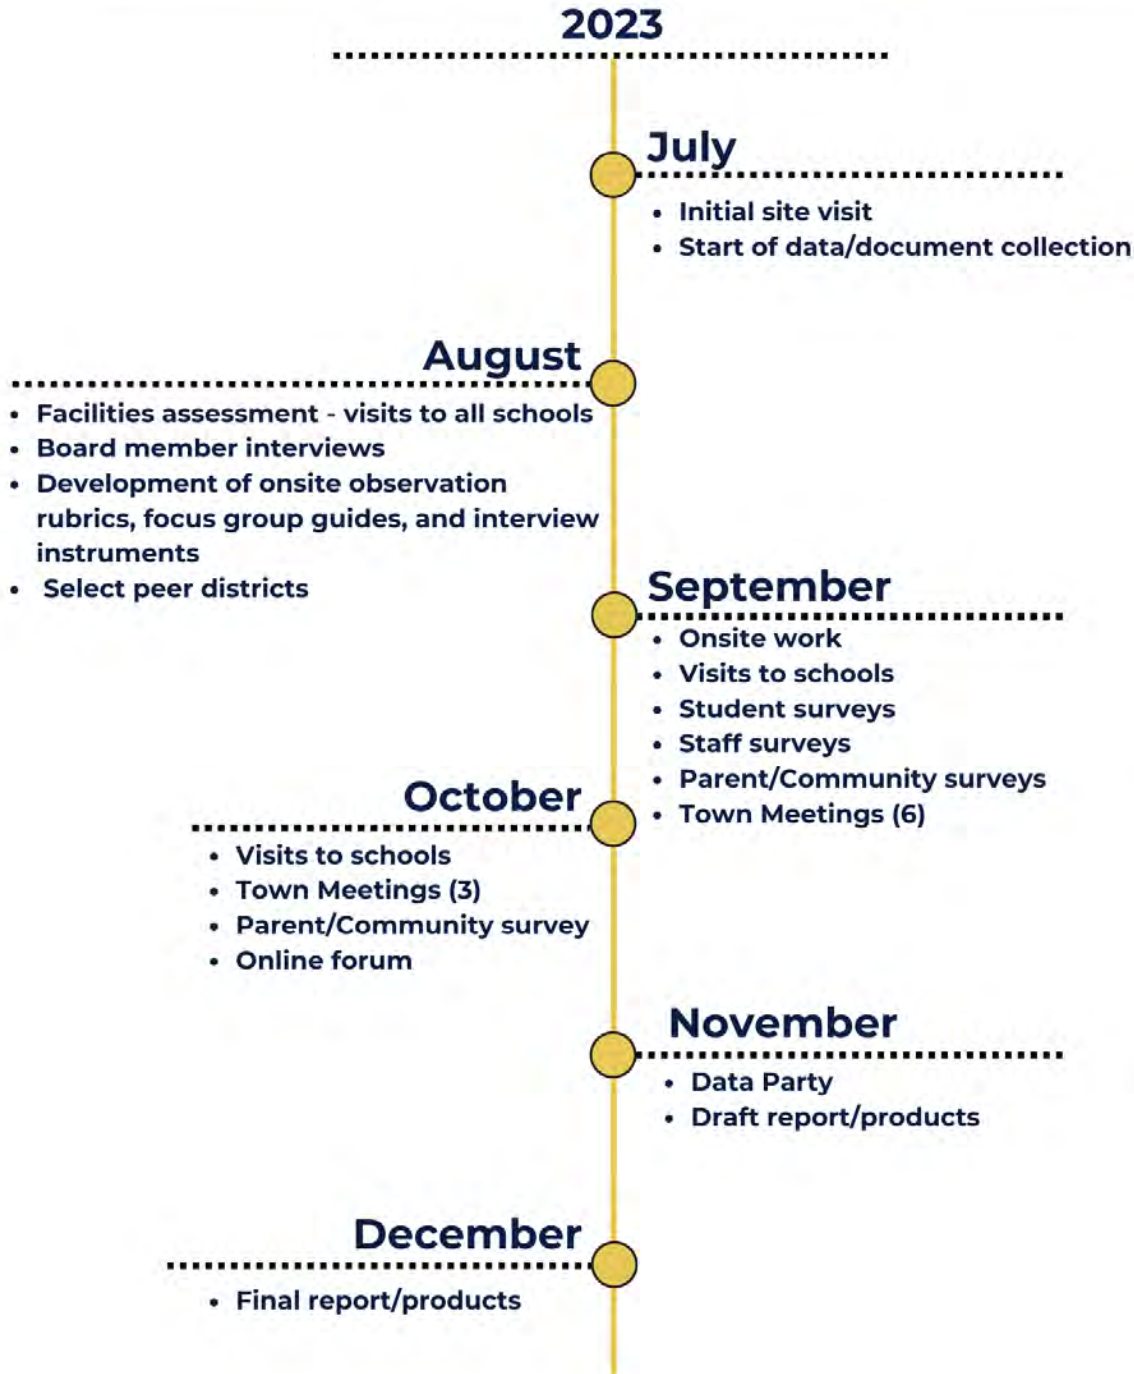 2023
July
• Initial site visit
• Start of data/document collection
August
• Facilities assessment - visits to all schools
• Board member interviews
• Development of onsite observation
rubrics, focus group guides, and interview
instruments
• Select peer districts
September
• Onsite work
• Visits to schools
• Student surveys
• Staff surveys
• Parent/Community surveys
• Town Meetings (6)
October
• Visits to schools
• Town Meetings (3)
• Parent/Community survey
• Online forum
November
• Data Party
• Draft report/products
December
• Final report/products